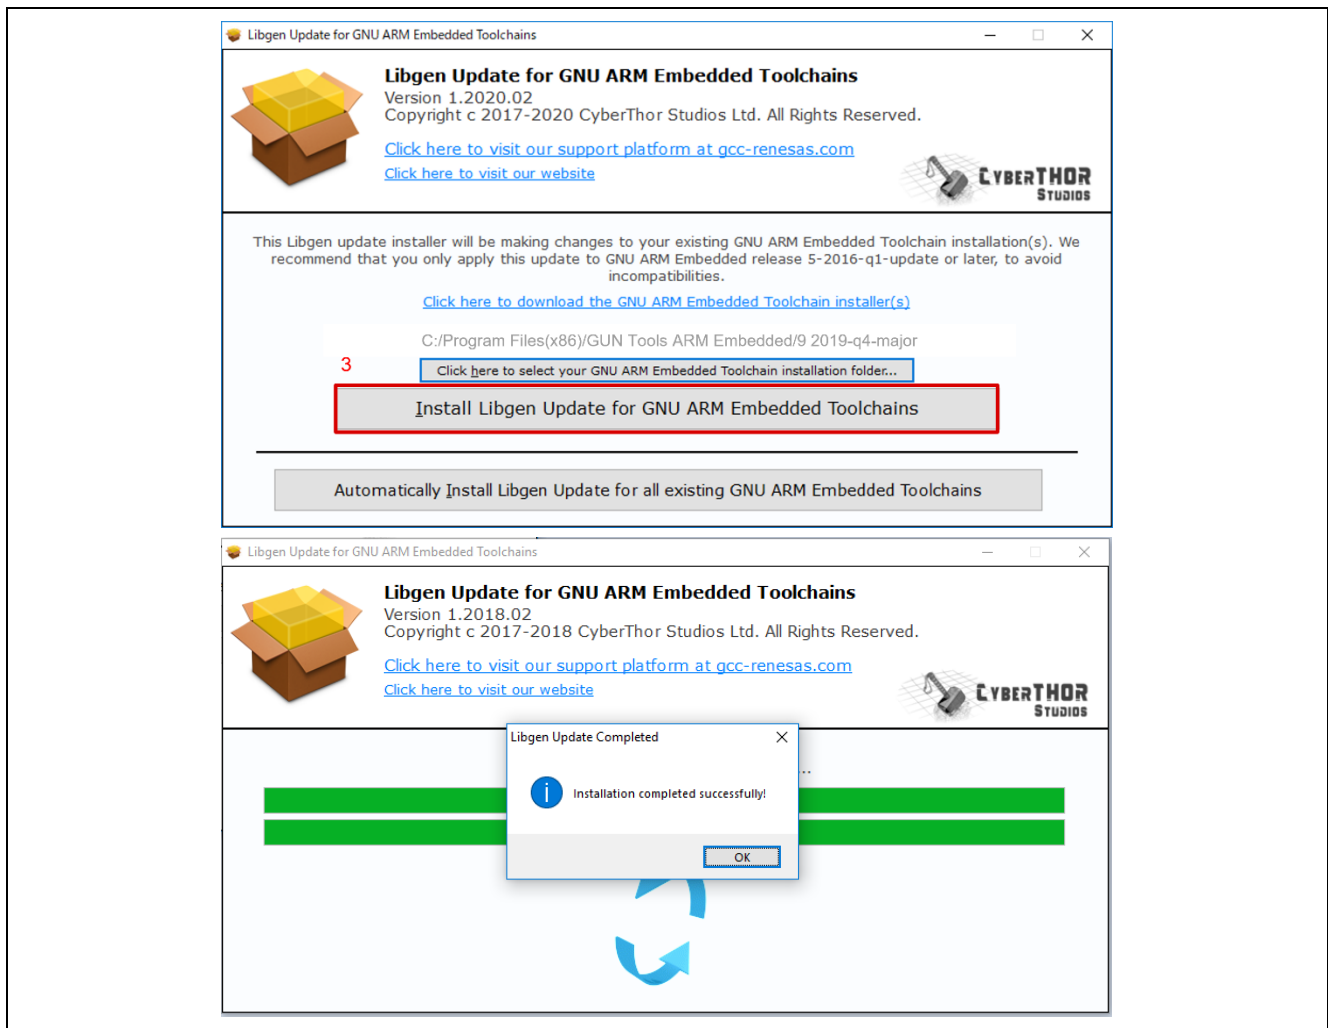 Libgen Update for GNU ARM Embedded Toolchains
Libgen Update for GNU ARM Embedded Toolchains
Version 1.2020.02
Copyright c 2017-2020 CyberThor Studios Ltd. All Rights Reserved.
Click here to visit our support platform at gcc-renesas.com
Click here to visit our website
CYBERTHOR
STUDIOS
This Libgen update installer will be making changes to your existing GNU ARM Embedded Toolchain installation(s). We
recommend that you only apply this update to GNU ARM Embedded release 5-2016-q1-update or later, to avoid
incompatibilities.
Click here to download the GNU ARM Embedded Toolchain installer(s)
C:/Program Files(x86)/GUN Tools ARM Embedded/9 2019-q4-major
3
Click here to select your GNU ARM Embedded Toolchain installation folder...
Install Libgen Update for GNU ARM Embedded Toolchains
Automatically Install Libgen Update for all existing GNU ARM Embedded Toolchains
Libgen Update for GNU ARM Embedded Toolchains
Libgen Update for GNU ARM Embedded Toolchains
Version 1.2018.02
Copyright c 2017-2018 CyberThor Studios Ltd. All Rights Reserved.
Click here to visit our support platform at gcc-renesas.com
Click here to visit our website
CYBERTHOR
STUDIOS
Libgen Update Completed
...
Installation completed successfully!
OK